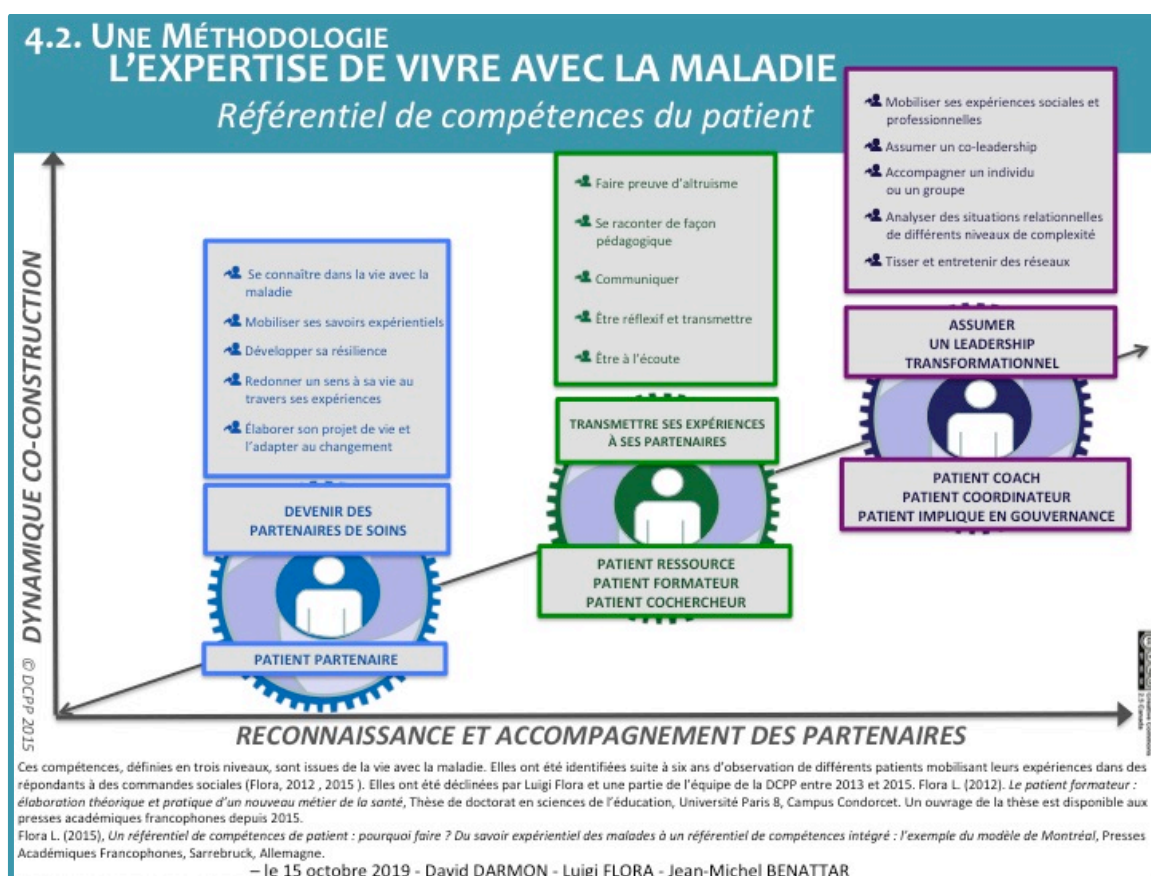 4.2. UNE MÉTHODOLOGIE
L'EXPERTISE DE VIVRE AVEC LA MALADIE
Référentiel de compétences du patient
Se connaître dans la vie avec la
maladie
Mobiliser ses savoirs expérientiels
Développer sa résilience
Redonner un sens à sa vie au
travers ses expériences
Élaborer son projet de vie et
l'adapter au changement
DEVENIR DES
PARTENAIRES DE SOINS
PATIENT PARTENAIRE
Faire preuve d'altruisme
Se raconter de façon
pédagogique
Communiquer
Être réflexif et transmettre
Être à l'écoute
TRANSMETTRE SES EXPÉRIENCES
À SES PARTENAIRES
PATIENT RESSOURCE
PATIENT FORMATEUR
PATIENT COCHERCHEUR
Mobiliser ses expériences sociales et
professionnelles
Assumer un co-leadership
Accompagner un individu
ou un groupe
Analyser des situations relationnelles
de différents niveaux de complexité
Tisser et entretenir des réseaux
ASSUMER
UN LEADERSHIP
TRANSFORMATIONNEL
PATIENT COACH
PATIENT COORDINATEUR
PATIENT IMPLIQUE EN GOUVERNANCE
DYNAMIQUE CO-CONSTRUCTION
© DCPP 2015
RECONNAISSANCE ET ACCOMPAGNEMENT DES PARTENAIRES
Ces compétences, définies en trois niveaux, sont issues de la vie avec la maladie. Elles ont été identifiées suite à six ans d'observation de différents patients mobilisant leurs expériences dans des
répondants à des commandes sociales (Flora, 2012 , 2015 ). Elles ont été déclinées par Luigi Flora et une partie de l'équipe de la DCPP entre 2013 et 2015. Flora L. (2012). Le patient formateur :
élaboration théorique et pratique d'un nouveau métier de la santé, Thèse de doctorat en sciences de l'éducation, Université Paris 8, Campus Condorcet. Un ouvrage de la thèse est disponible aux
presses académiques francophones depuis 2015.
Flora L. (2015), Un référentiel de compétences de patient : pourquoi faire ? Du savoir expérientiel des malades à un référentiel de compétences intégré : l'exemple du modèle de Montréal, Presses
Académiques Francophones, Sarrebruck, Allemagne.
– le 15 octobre 2019 - David DARMON - Luigi FLORA - Jean-Michel BENATTAR